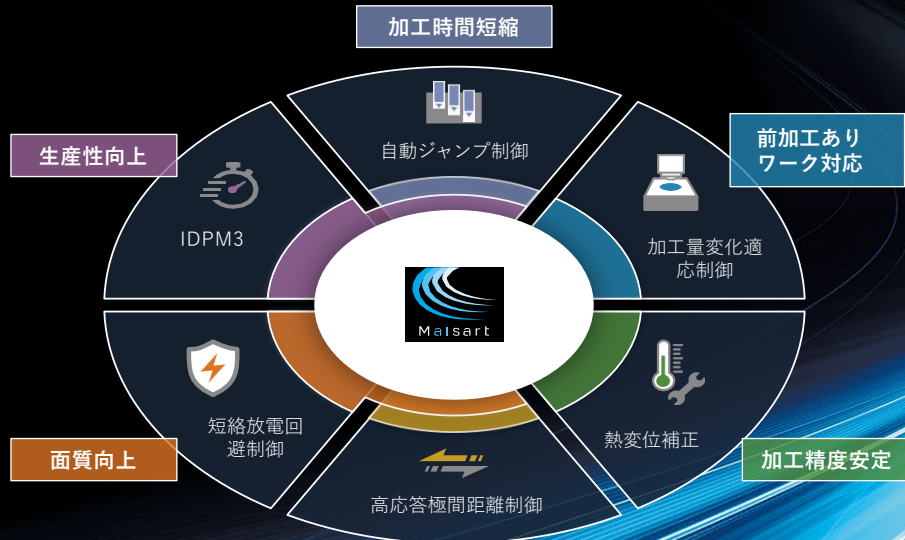 加工時間短縮
生産性向上
前加工あり
ワーク対応
自動ジャンプ制御
IDPM3
加工量変化適
応制御
Maisart
短絡放電回
避制御
熱変位補正
面質向上
加工精度安定
高応答極間距離制御